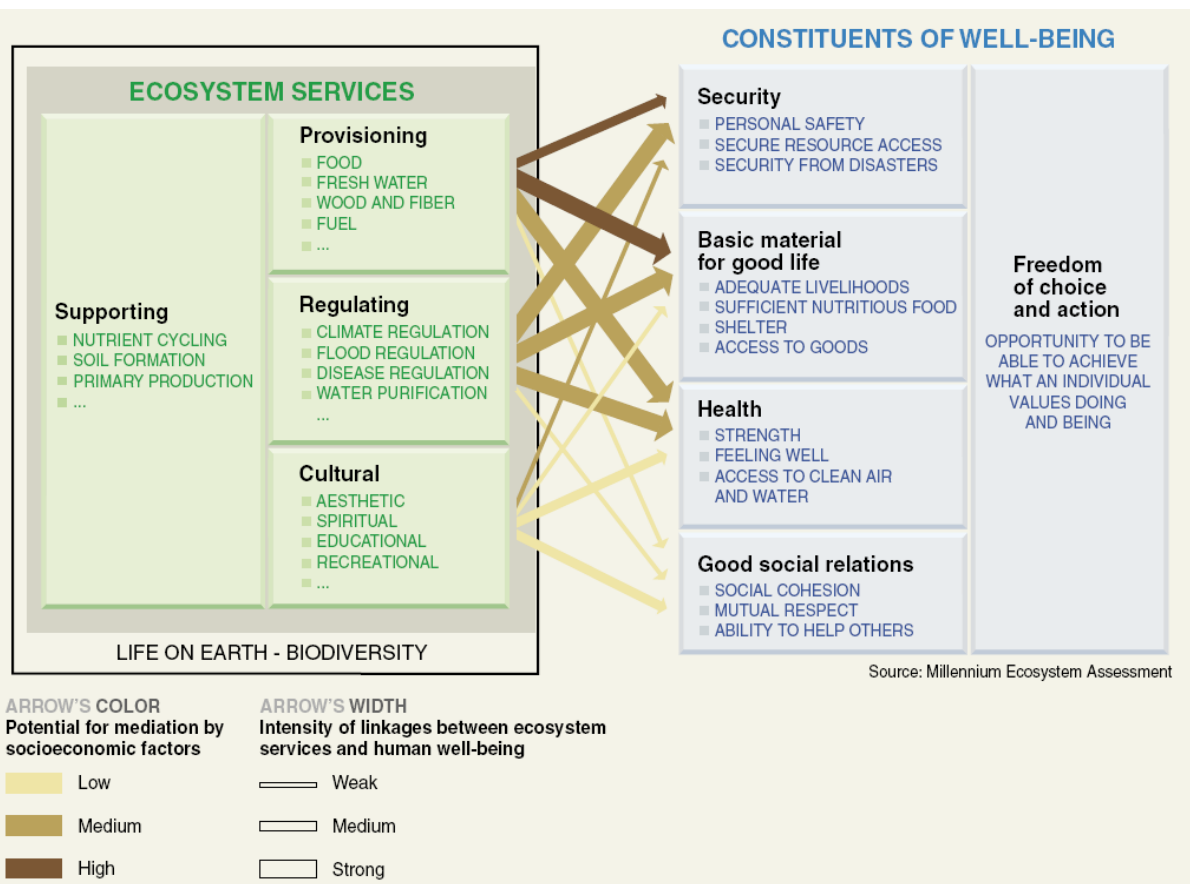 CONSTITUENTS OF WELL-BEING
ECOSYSTEM SERVICES
Supporting
NUTRIENT CYCLING
SOIL FORMATION
PRIMARY PRODUCTION
...
Provisioning
FOOD
FRESH WATER
WOOD AND FIBER
FUEL
...
Regulating
CLIMATE REGULATION
FLOOD REGULATION
DISEASE REGULATION
WATER PURIFICATION
...
Cultural
AESTHETIC
SPIRITUAL
EDUCATIONAL
RECREATIONAL
...
LIFE ON EARTH - BIODIVERSITY
Security
PERSONAL SAFETY
SECURE RESOURCE ACCESS
SECURITY FROM DISASTERS
Basic material
for good life
ADEQUATE LIVELIHOODS
SUFFICIENT NUTRITIOUS FOOD
SHELTER
ACCESS TO GOODS
Health
STRENGTH
FEELING WELL
ACCESS TO CLEAN AIR
AND WATER
Good social relations
SOCIAL COHESION
MUTUAL RESPECT
ABILITY TO HELP OTHERS
Freedom
of choice
and action
OPPORTUNITY TO BE
ABLE TO ACHIEVE
WHAT AN INDIVIDUAL
VALUES DOING
AND BEING
Source: Millennium Ecosystem Assessment
ARROW'S COLOR
Potential for mediation by
socioeconomic factors
Low
Medium
High
ARROW'S WIDTH
Intensity of linkages between ecosystem
services and human well-being
Weak
Medium
Strong